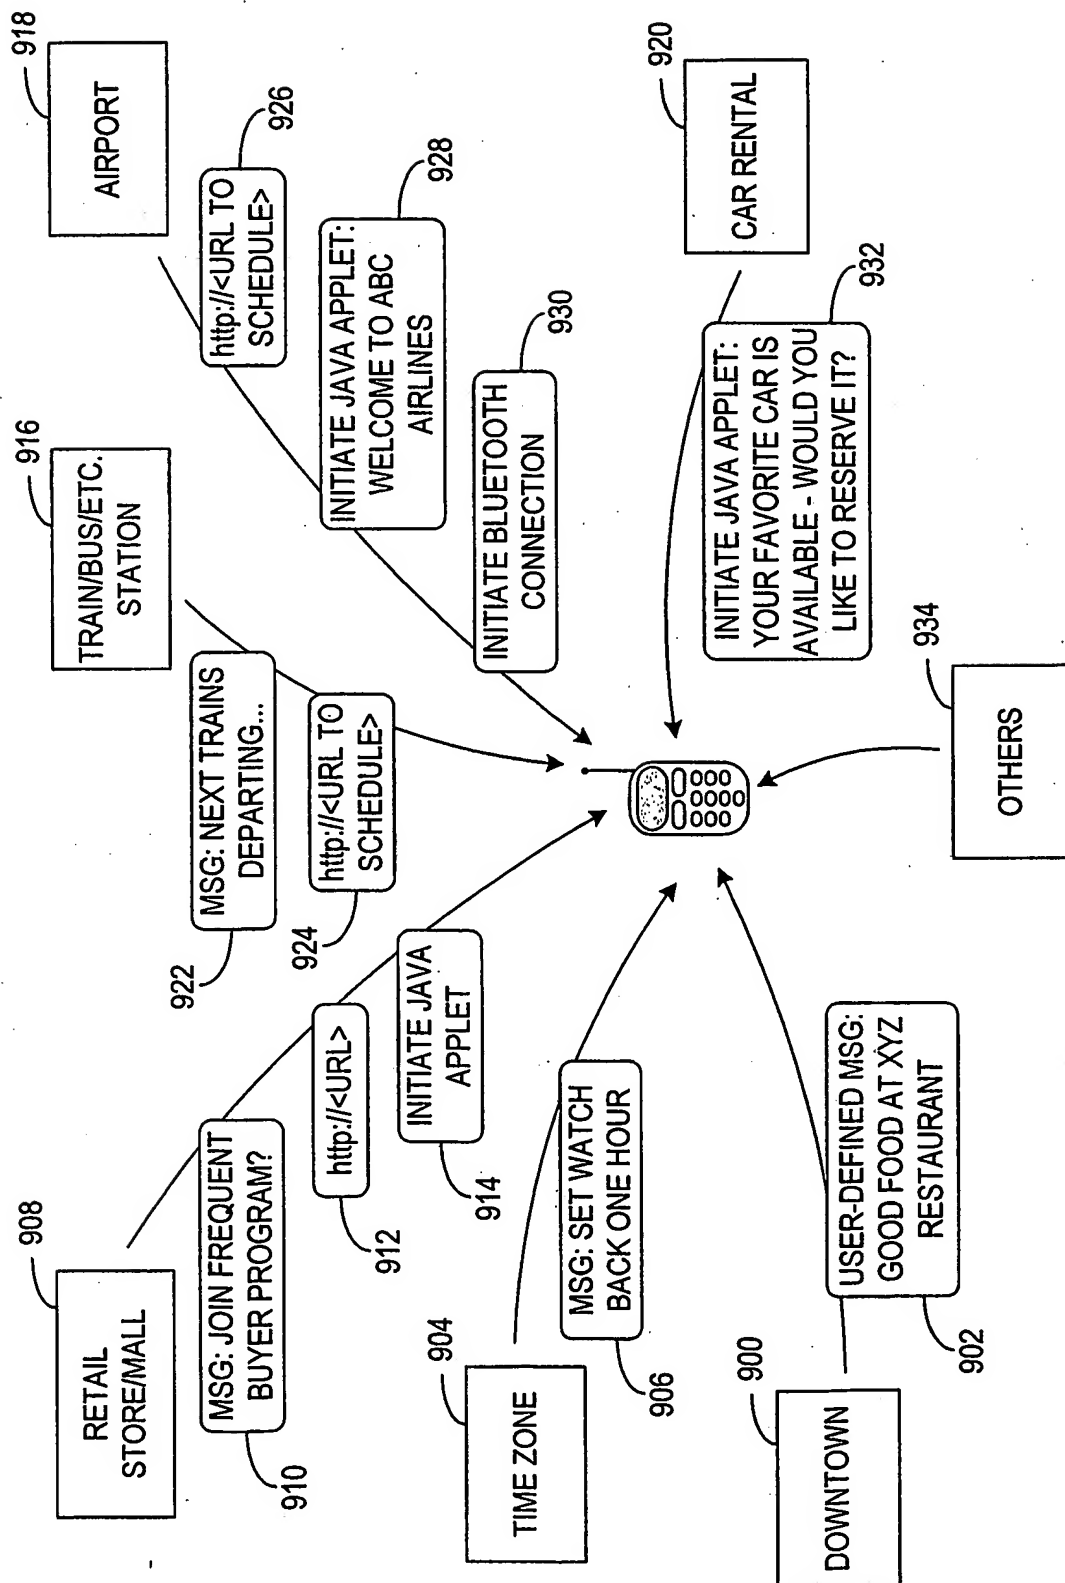 908
RETAIL
STORE/MALL
MSG: JOIN FREQUENT
BUYER PROGRAM?
910
http://<URL>
912
INITIATE JAVA
APPLET
914
916
TRAIN/BUS/ETC.
STATION
MSG: NEXT TRAINS
DEPARTING...
922
http://<URL TO
SCHEDULE>
924
918
AIRPORT
http://<URL TO
SCHEDULE>
926
INITIATE JAVA APPLET:
WELCOME TO ABC
AIRLINES
928
INITIATE BLUETOOTH
CONNECTION
930
904
TIME ZONE
MSG: SET WATCH
BACK ONE HOUR
906
900
DOWNTOWN
USER-DEFINED MSG:
GOOD FOOD AT XYZ
RESTAURANT
902
920
CAR RENTAL
INITIATE JAVA APPLET:
YOUR FAVORITE CAR IS
AVAILABLE - WOULD YOU
LIKE TO RESERVE IT?
932
934
OTHERS